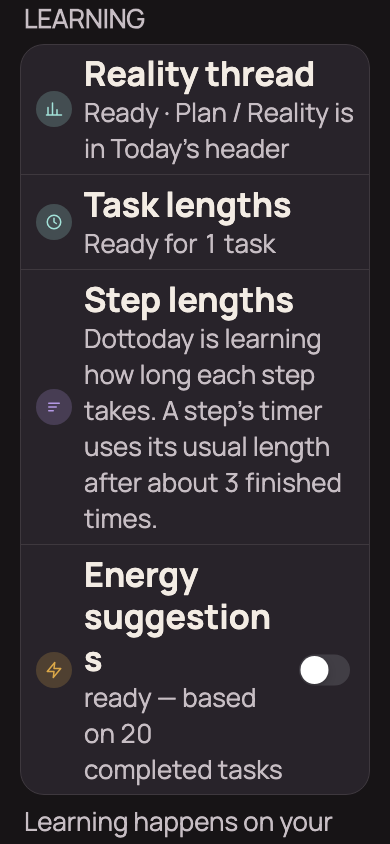 LEARNING
Reality thread
Ready · Plan / Reality is
in Today's header
Task lengths
Ready for 1 task
Step lengths
Dottoday is learning
how long each step
takes. A step's timer
uses its usual length
after about 3 finished
times.
Energy
suggestion
s
ready — based
on 20
completed tasks
Learning happens on your